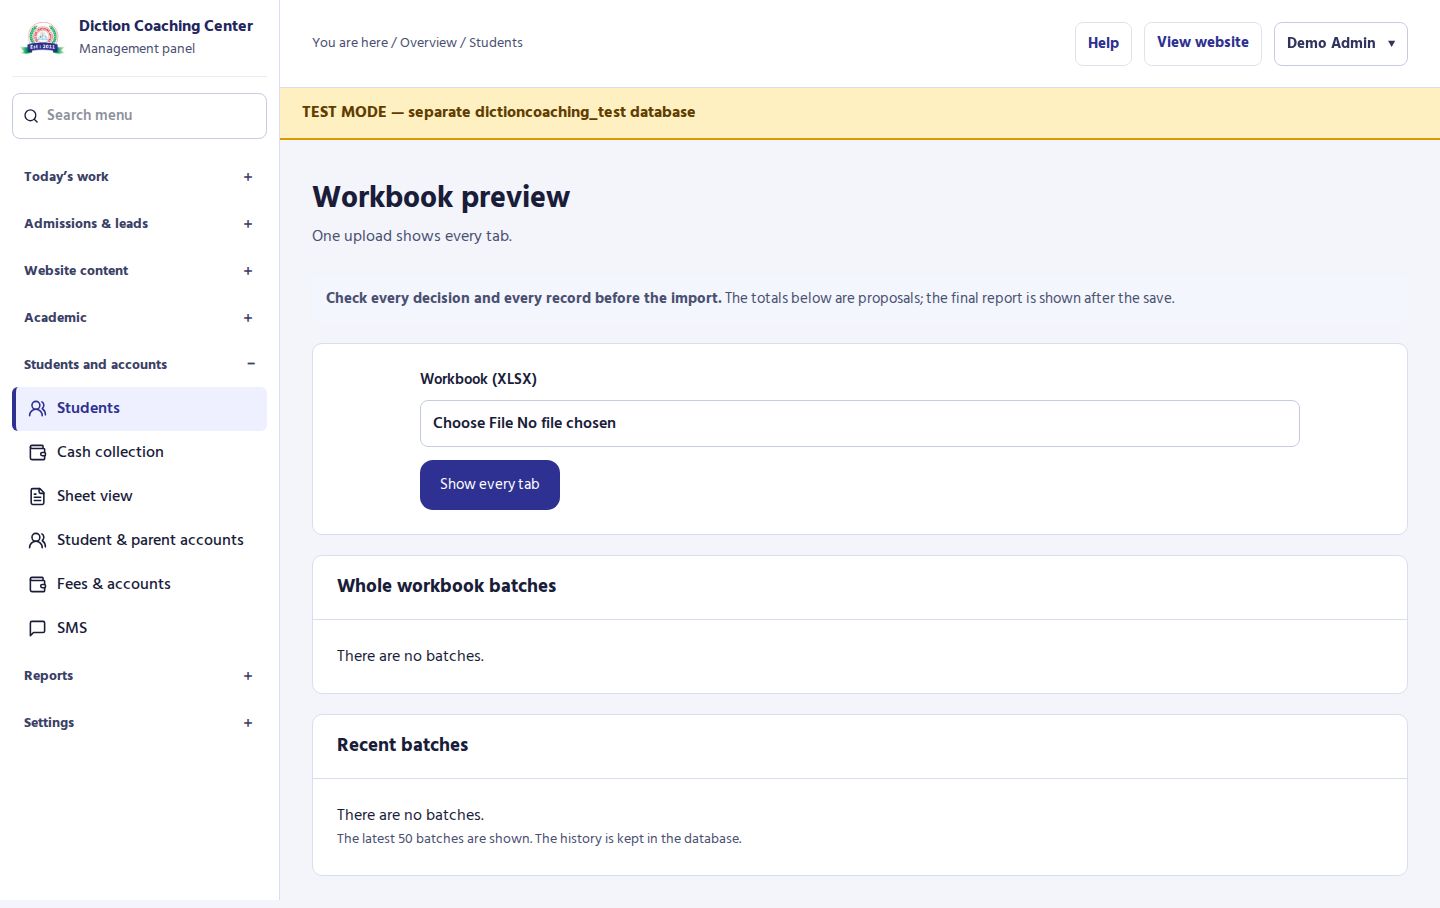 Diction Coaching Center
Management panel
Est : 2011
Search menu
Today’s work +
Admissions & leads +
Website content +
Academic +
Students and accounts −
Students
Cash collection
Sheet view
Student & parent accounts
Fees & accounts
SMS
Reports +
Settings +
You are here / Overview / Students
Help
View website
Demo Admin ▾
TEST MODE — separate dictioncoaching_test database
Workbook preview
One upload shows every tab.
Check every decision and every record before the import. The totals below are proposals; the final report is shown after the save.
Workbook (XLSX)
Choose File No file chosen
Show every tab
Whole workbook batches
There are no batches.
Recent batches
There are no batches.
The latest 50 batches are shown. The history is kept in the database.